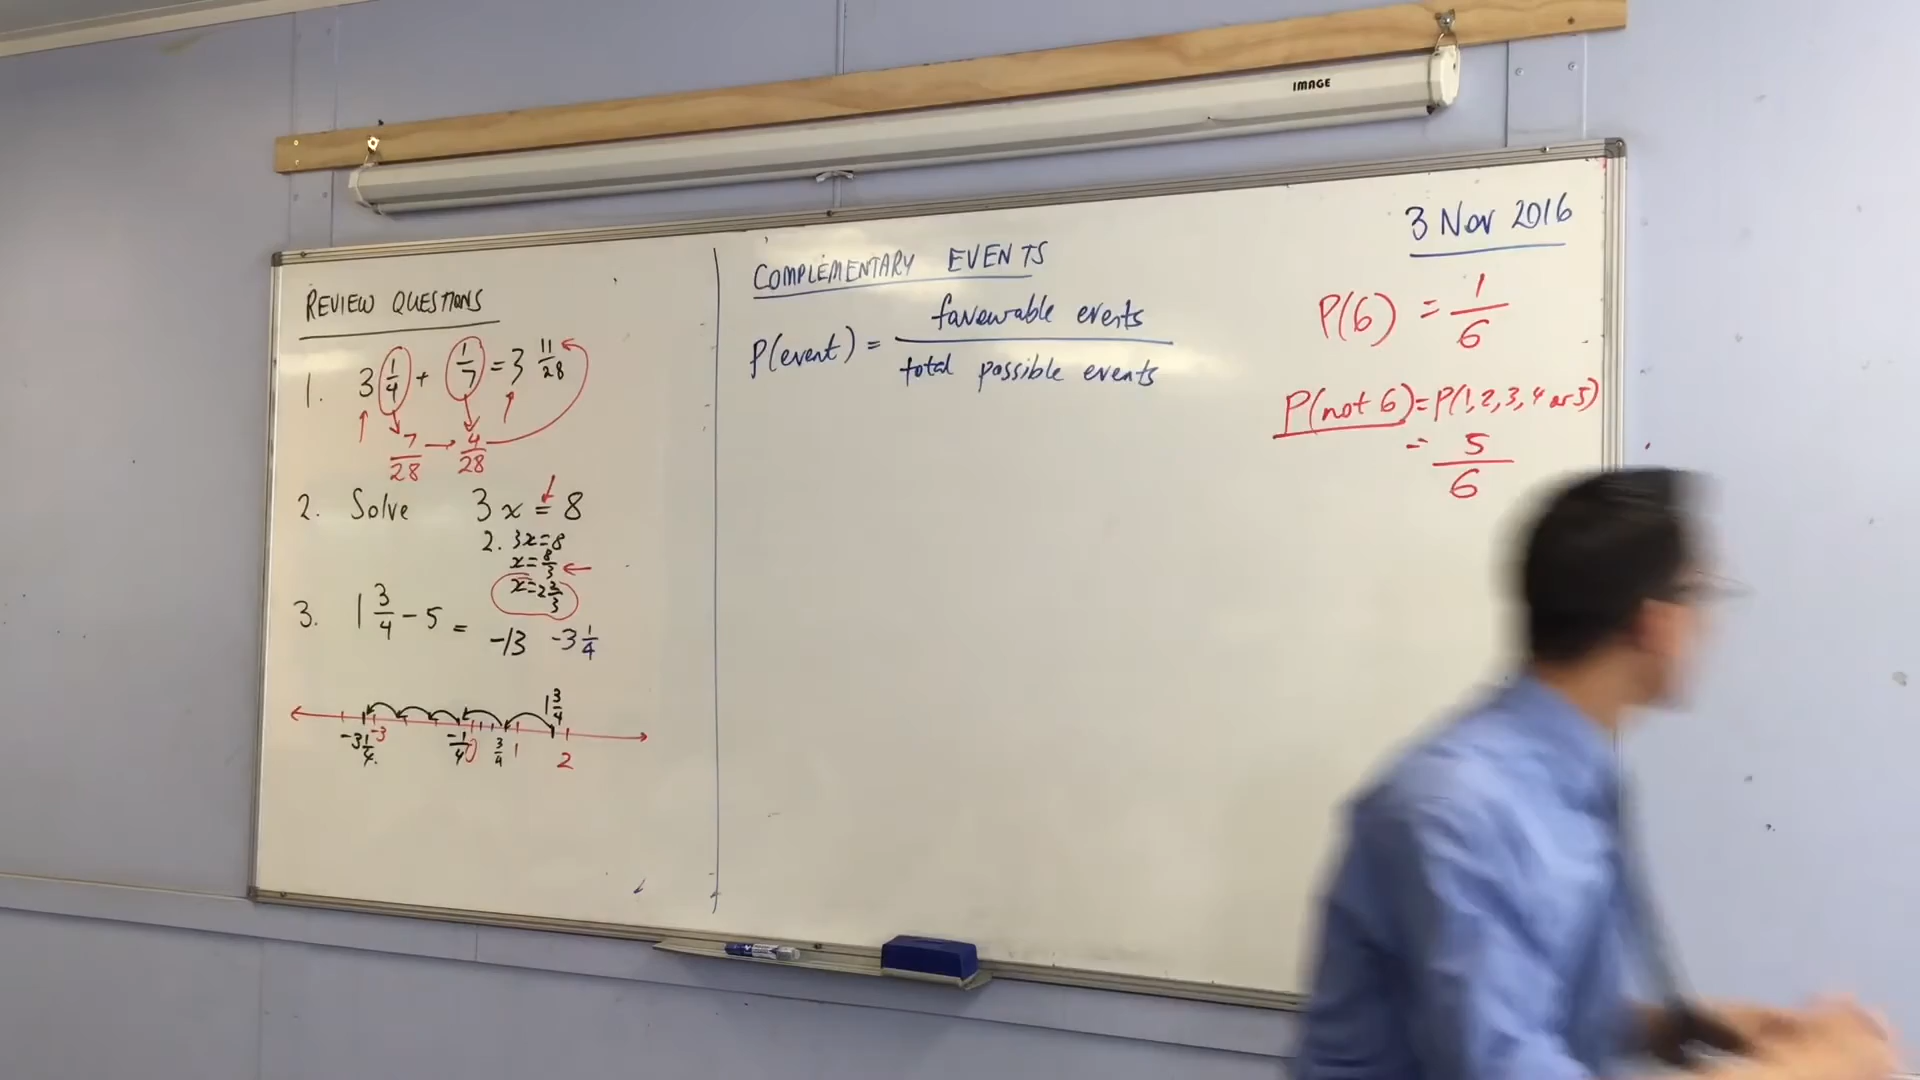 IMAGE
REVIEW QUESTIONS
1. 3 1/4 + 1/7 = 3 11/28
7/28 → 4/28
2. Solve 3x = 8
2. 3x=8
x=8/3
x=2 2/3
3. 1 3/4 - 5 = -13 -3 1/4
1 3/4
-3 1/4 -3 -1/4 0 3/4 1 2
COMPLEMENTARY EVENTS
P(event) = favourable events / total possible events
3 Nov 2016
P(6) = 1/6
P(not 6) = P(1, 2, 3, 4 or 5)
= 5/6